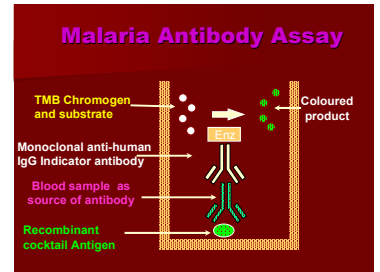 Malaria Antibody Assay
TMB Chromogen
and substrate
Coloured
product
Enz
Monoclonal anti-human
IgG Indicator antibody
Blood sample as
source of antibody
Recombinant
cocktail Antigen